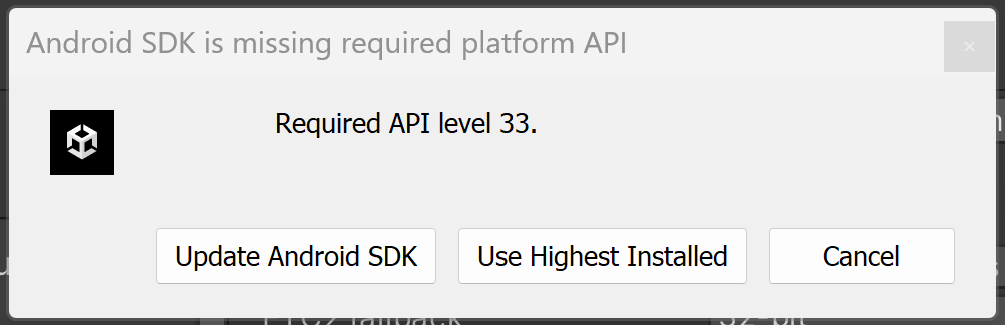 Android SDK is missing required platform API
Required API level 33.
Update Android SDK
Use Highest Installed
Cancel